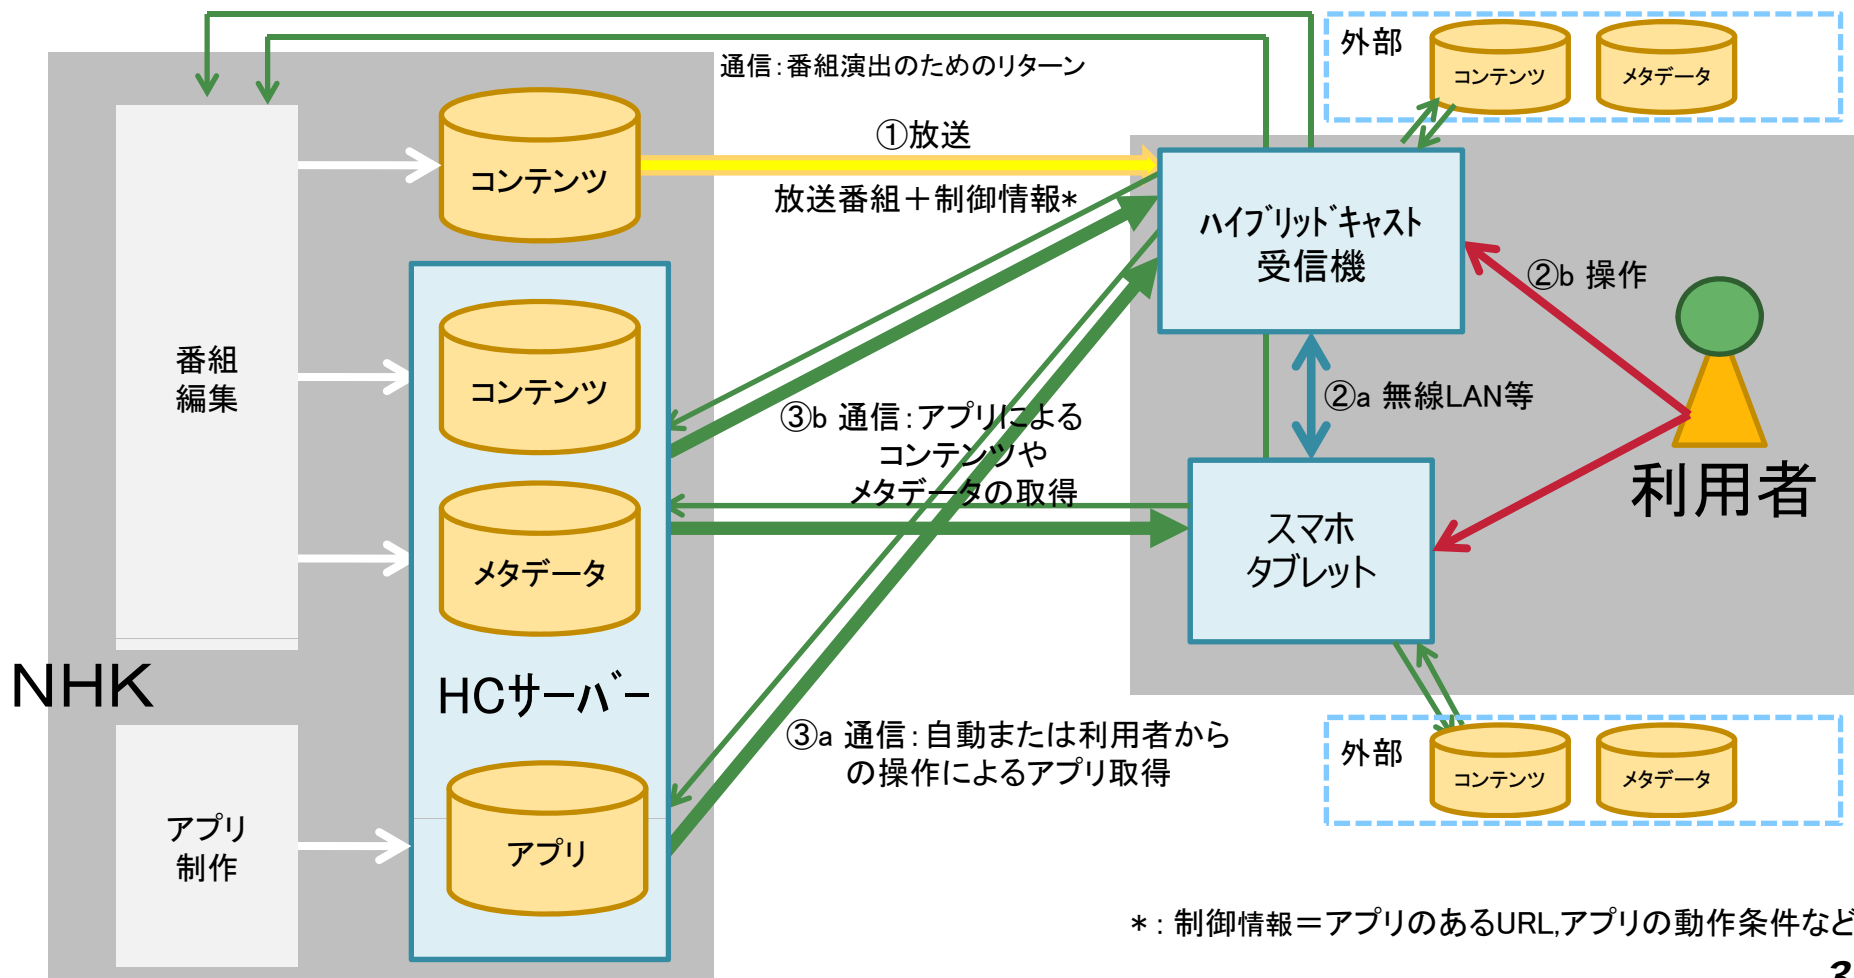 通信：番組演出のためのリターン
外部
コンテンツ
メタデータ
①放送
コンテンツ
放送番組＋制御情報*
ハイブリッドキャスト
受信機
②b 操作
番組
編集
コンテンツ
②a 無線LAN等
③b 通信：アプリによる
コンテンツや
メタデータの取得
利用者
メタデータ
スマホ
タブレット
NHK
HCサーバー
③a 通信：自動または利用者から
の操作によるアプリ取得
外部
コンテンツ
メタデータ
アプリ
制作
アプリ
*：制御情報＝アプリのあるURL,アプリの動作条件など
3